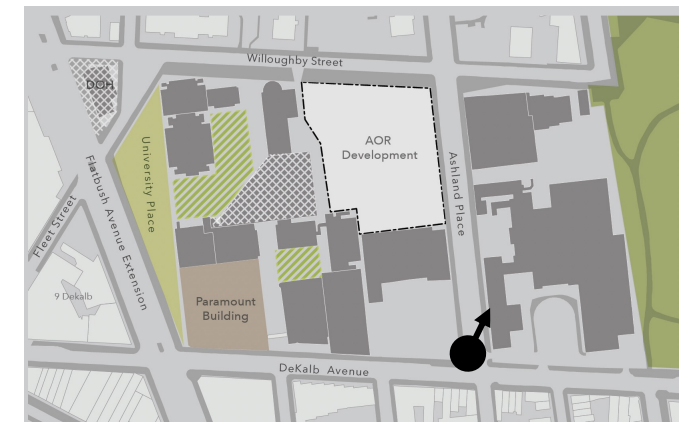 Willoughby Street
DOH
University Place
AOR
Development
Ashland Place
Flatbush Avenue Extension
Fleet Street
9 Dekalb
Paramount
Building
DeKalb Avenue